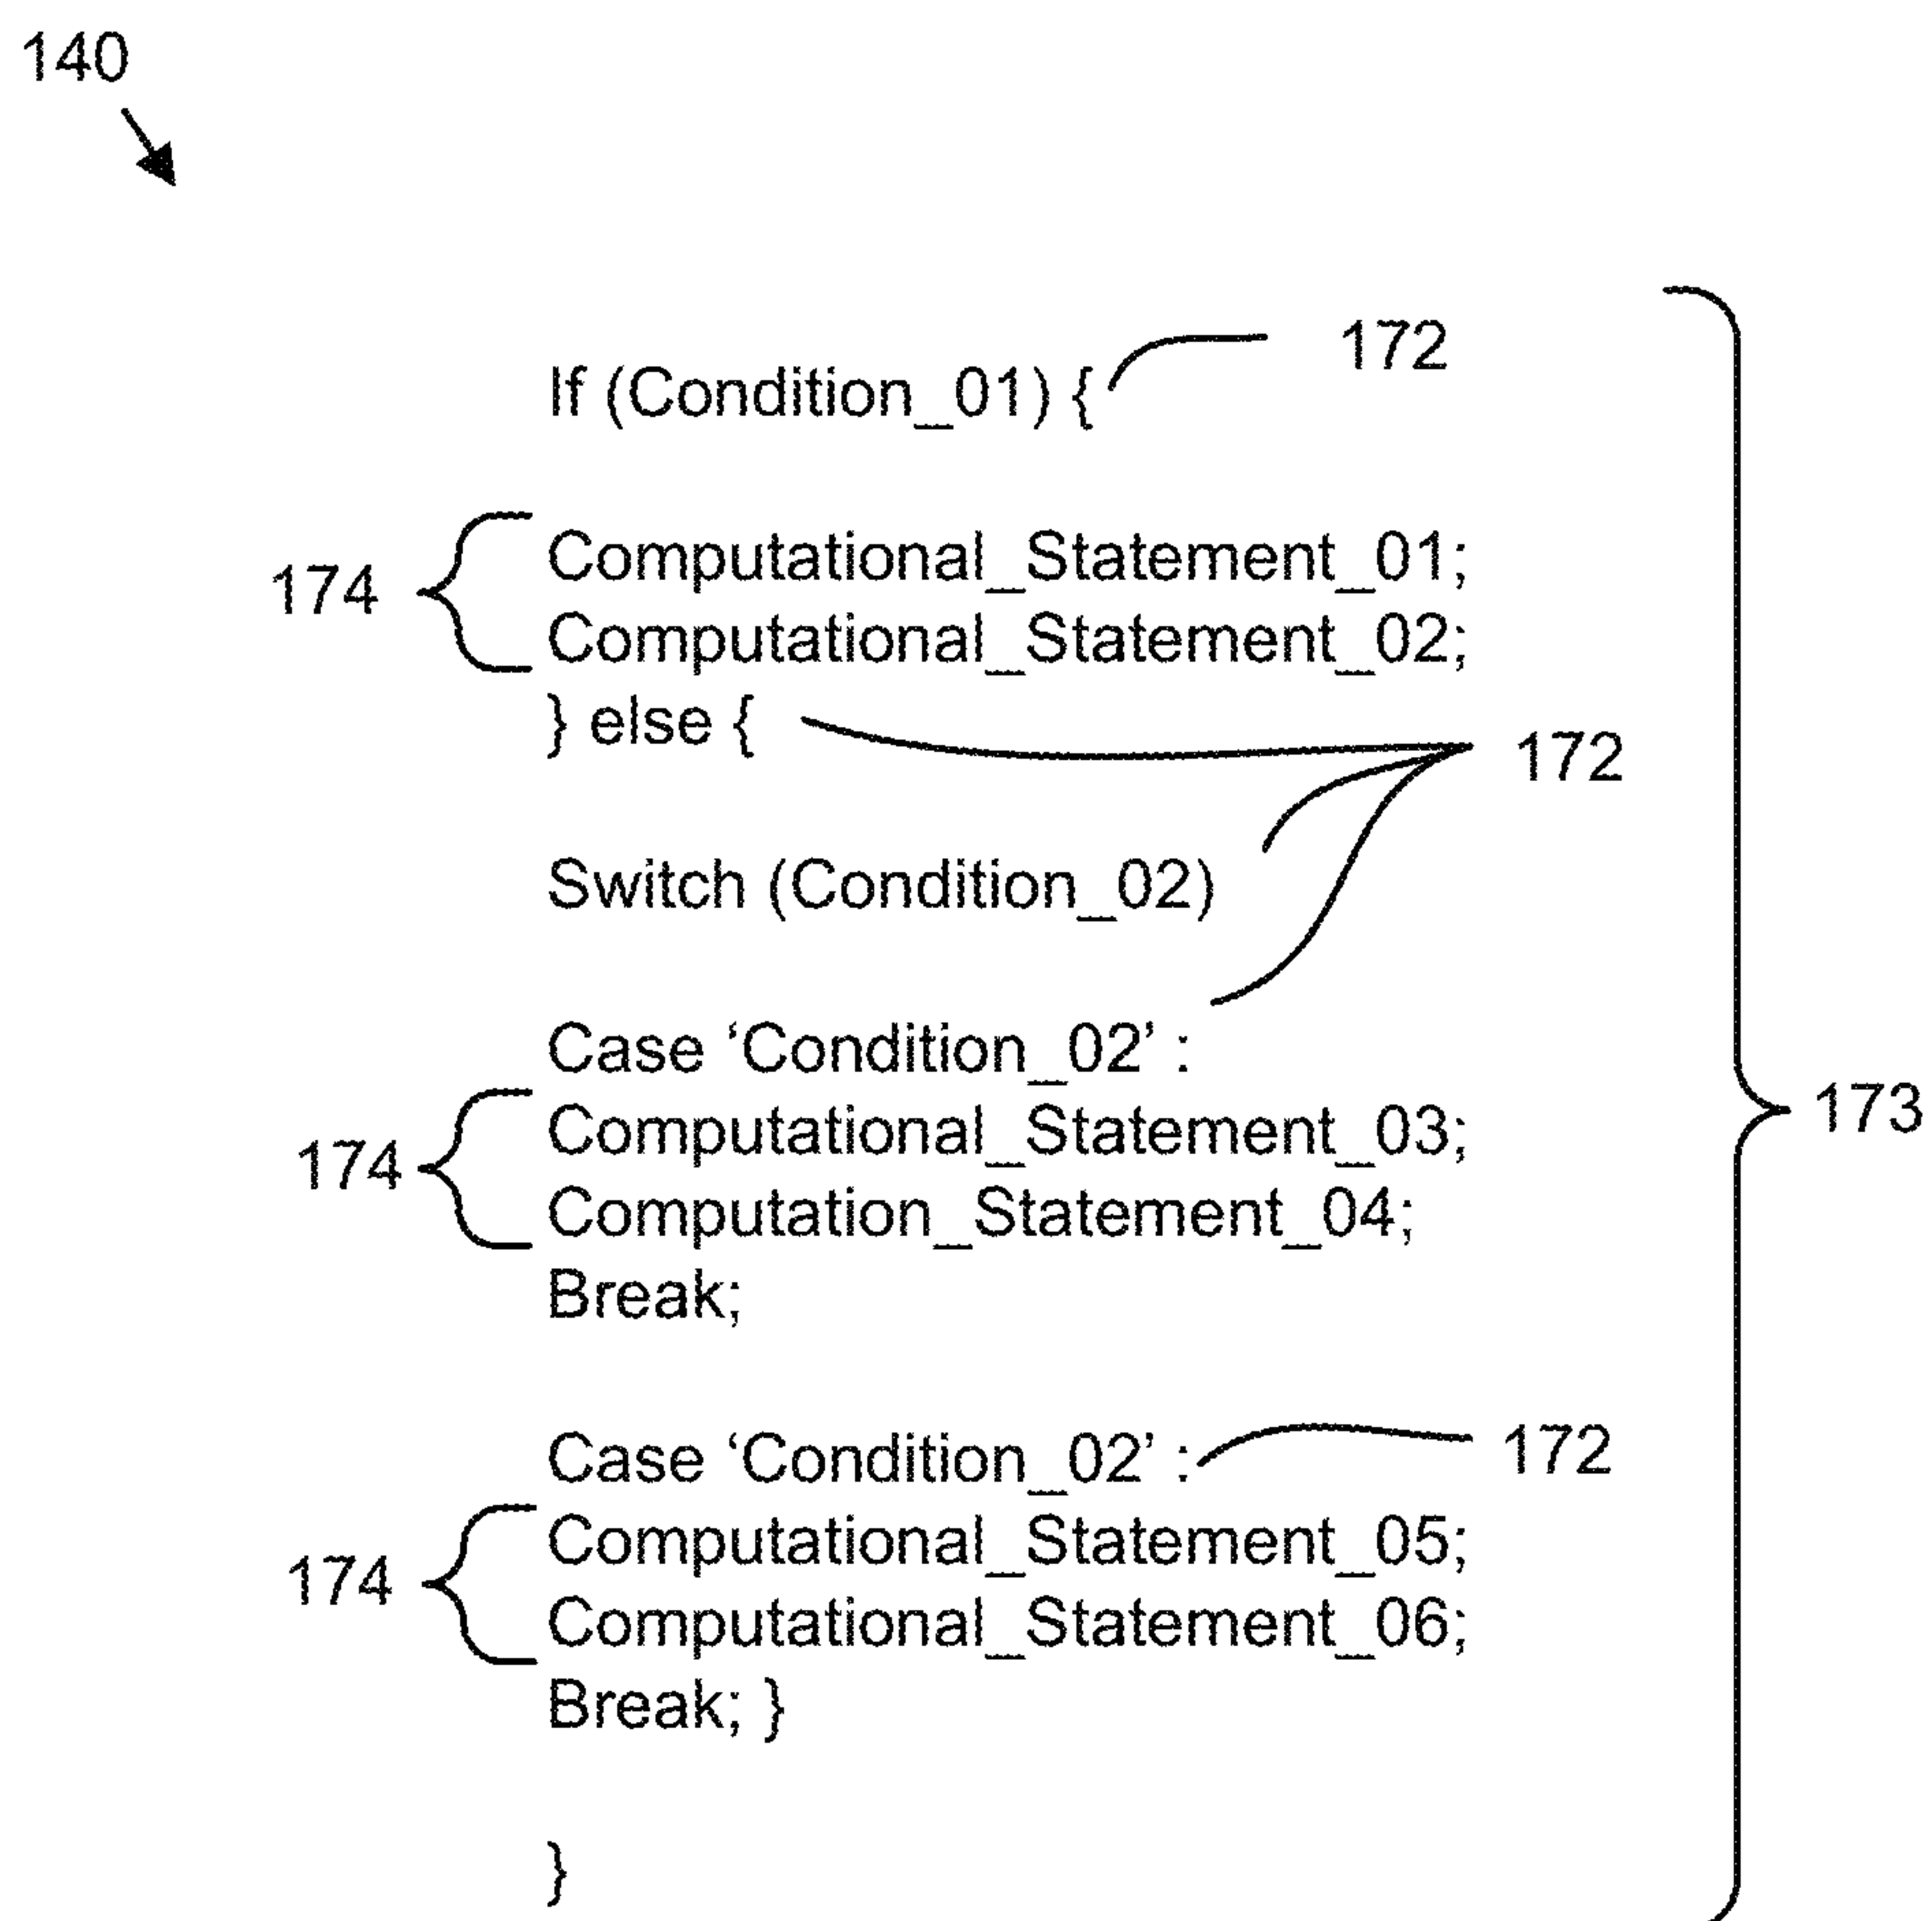 140
If (Condition_01) { 172
174
Computational_Statement_01;
Computational_Statement_02;
} else {
172
Switch (Condition_02)
Case ‘Condition_02’ :
173
174
Computational_Statement_03;
Computation_Statement_04;
Break;
Case ‘Condition_02’ : 172
174
Computational_Statement_05;
Computational_Statement_06;
Break; }
}